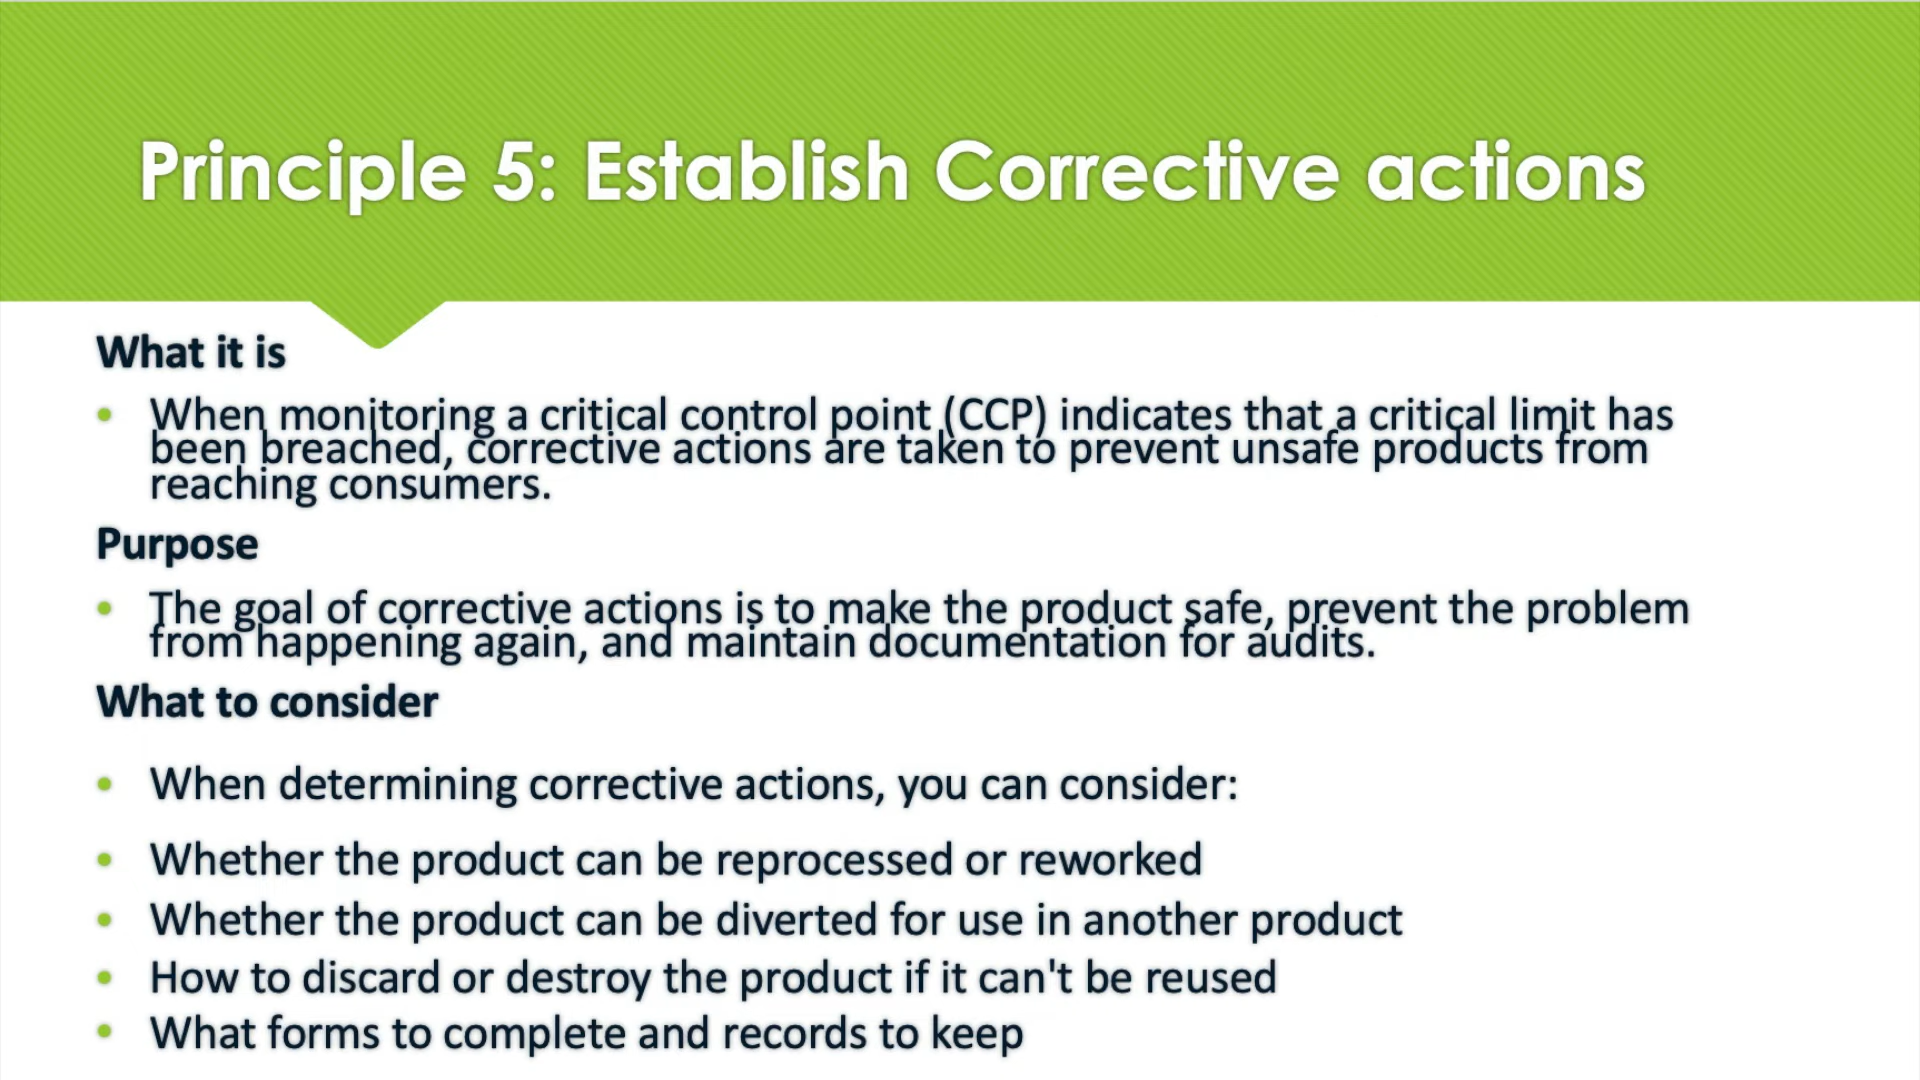 Principle 5: Establish Corrective actions
What it is
• When monitoring a critical control point (CCP) indicates that a critical limit has
been breached, corrective actions are taken to prevent unsafe products from
reaching consumers.
Purpose
• The goal of corrective actions is to make the product safe, prevent the problem
from happening again, and maintain documentation for audits.
What to consider
• When determining corrective actions, you can consider:
• Whether the product can be reprocessed or reworked
• Whether the product can be diverted for use in another product
• How to discard or destroy the product if it can't be reused
• What forms to complete and records to keep